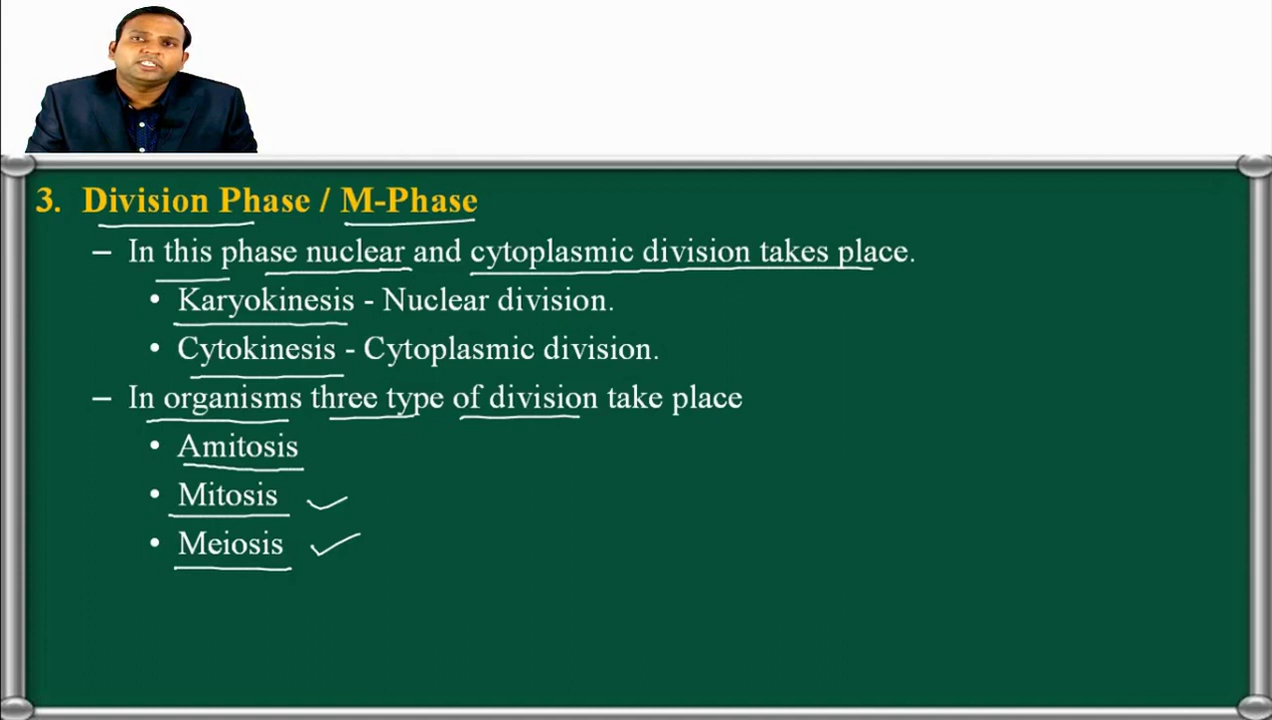 3. Division Phase / M-Phase
– In this phase nuclear and cytoplasmic division takes place.
• Karyokinesis - Nuclear division.
• Cytokinesis - Cytoplasmic division.
– In organisms three type of division take place
• Amitosis
• Mitosis
• Meiosis